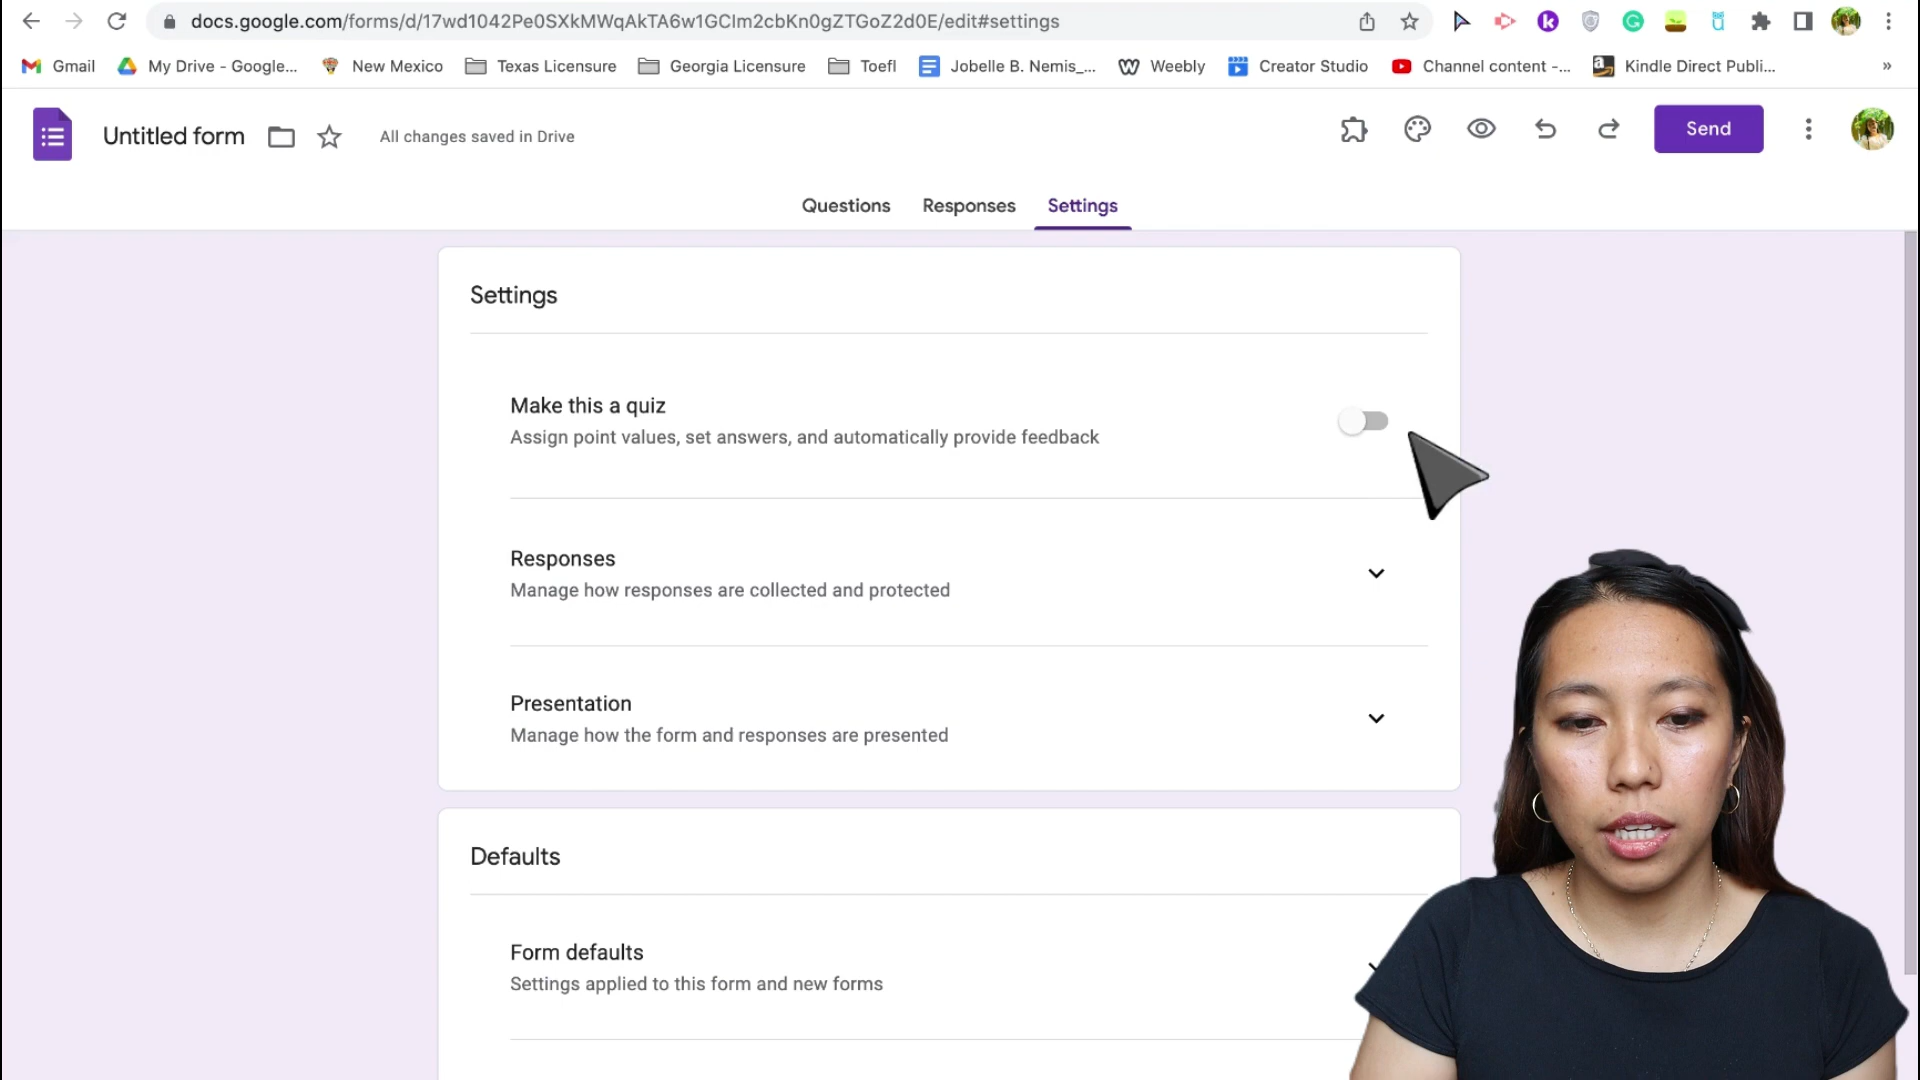 docs.google.com/forms/d/17wd1042Pe0SXkMWqAkTA6w1GClm2cbKn0gZTGoZ2d0E/edit#settings
Gmail My Drive - Google... New Mexico Texas Licensure Georgia Licensure Toefl Jobelle B. Nemis_... Weebly Creator Studio Channel content -... Kindle Direct Publi... »
Untitled form All changes saved in Drive Send
Questions Responses Settings
Settings
Make this a quiz
Assign point values, set answers, and automatically provide feedback
Responses
Manage how responses are collected and protected
Presentation
Manage how the form and responses are presented
Defaults
Form defaults
Settings applied to this form and new forms